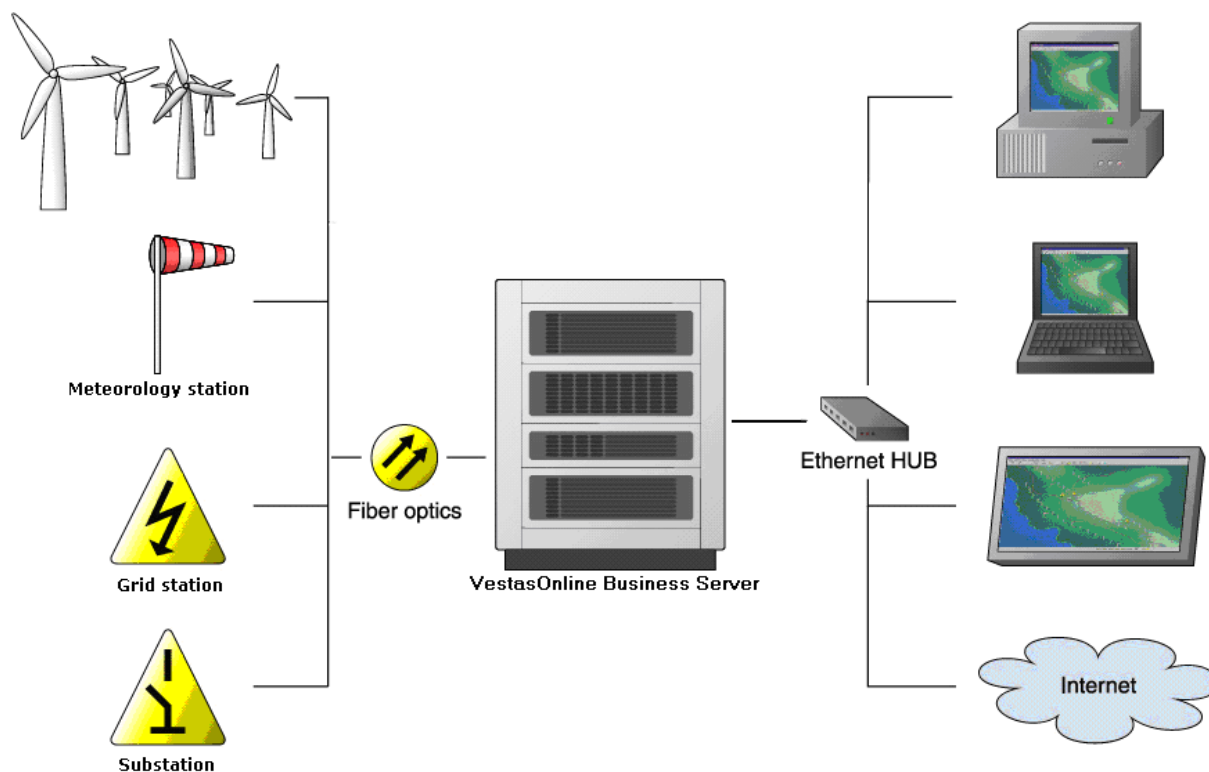 Meteorology station
Grid station
Substation
Fiber optics
VestasOnline Business Server
Ethernet HUB
Internet